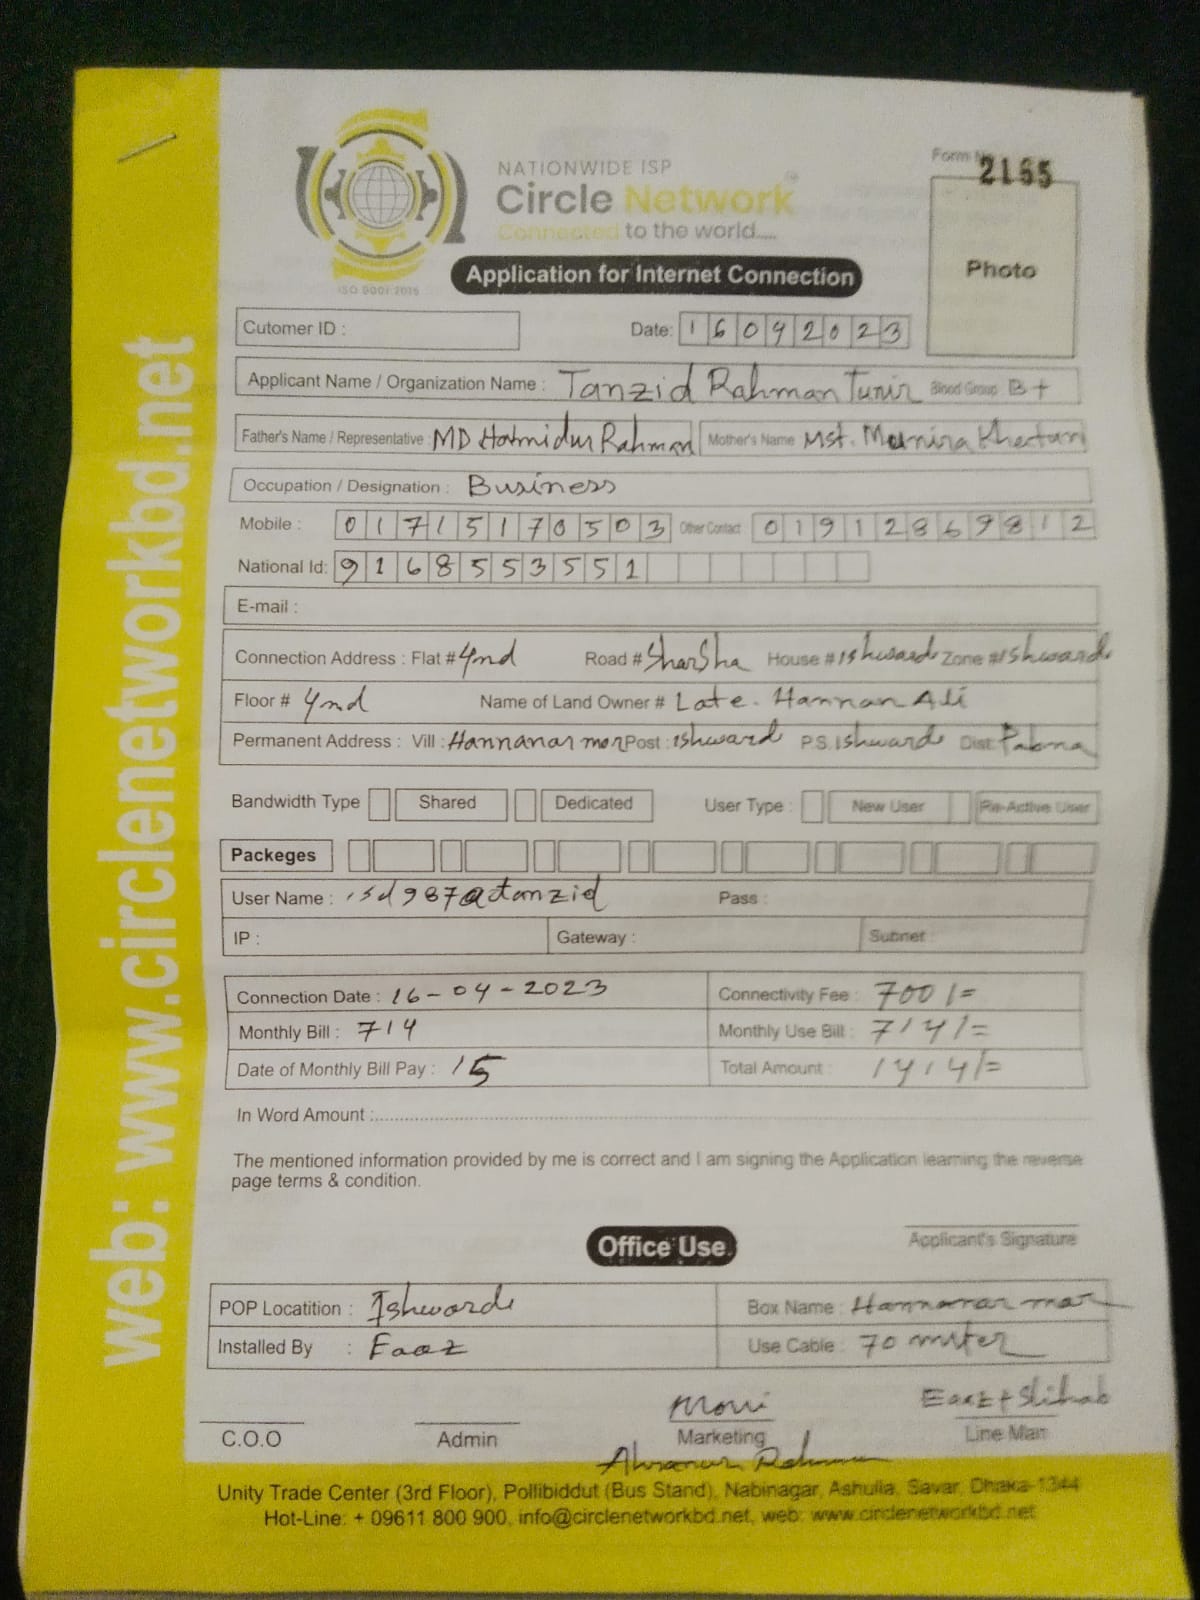 NATIONWIDE ISP
Circle Network
Connected to the world....
ISO 9001:2015
Form 2165
Photo
Application for Internet Connection
Cutomer ID :
Date: 16042023
Applicant Name / Organization Name : Tanzid Rahman Tunir Blood Group B+
Father's Name / Representative : MD Hamidur Rahman Mother's Name Mst. Khatun
Occupation / Designation : Business
Mobile : 01715170503 Other Contact 01912869812
National Id: 9168553551
E-mail :
Connection Address : Flat # 4nd Road # SharSha House # Ishwardi Zone # Ishwardi
Floor # 4nd Name of Land Owner # Late. Hannan Ali
Permanent Address : Vill : Hannanar mor Post : Ishwardi P.S. Ishwardi Dist: Pabna
Bandwidth Type Shared Dedicated User Type : New User Re-Active User
Packeges
User Name : isd987@tanzid Pass :
IP : Gateway : Subnet
Connection Date : 16-04-2023 Connectivity Fee : 700/=
Monthly Bill : 714 Monthly Use Bill : 714/=
Date of Monthly Bill Pay : 15 Total Amount : 1414/=
In Word Amount :
The mentioned information provided by me is correct and I am signing the Application learning the reverse
page terms & condition.
Applicant's Signature
Office Use
POP Locatition : Ishwardi Box Name : Hannanar mor
Installed By : Use Cable : 70 miter
C.O.O Admin Marketing Line Man
Unity Trade Center (3rd Floor), Pollibiddut (Bus Stand), Nabinagar, Ashulia, Savar, Dhaka-1344
Hot-Line: + 09611 800 900, info@circlenetworkbd.net, web: www.circlenetworkbd.net
web: www.circlenetworkbd.net